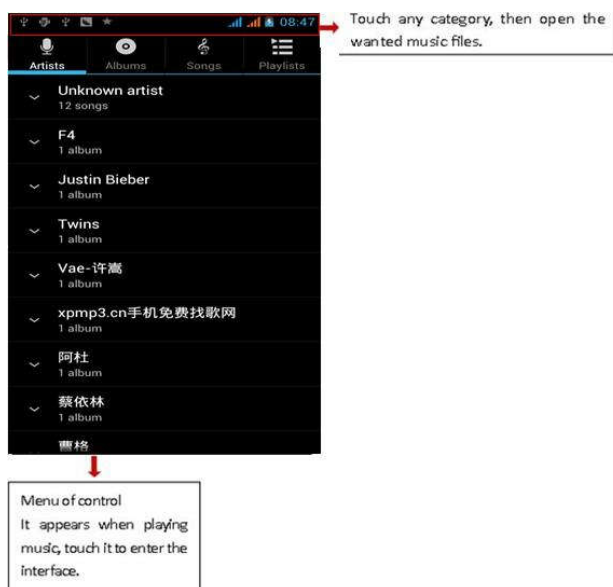 08:47
Touch any category, then open the
wanted music files.
Artists Albums Songs Playlists
Unknown artist
12 songs
F4
1 album
Justin Bieber
1 album
Twins
1 album
Vae-许嵩
1 album
xpmp3.cn手机免费找歌网
1 album
阿杜
1 album
蔡依林
1 album
曹格
Menu of control
It appears when playing
music, touch it to enter the
interface.